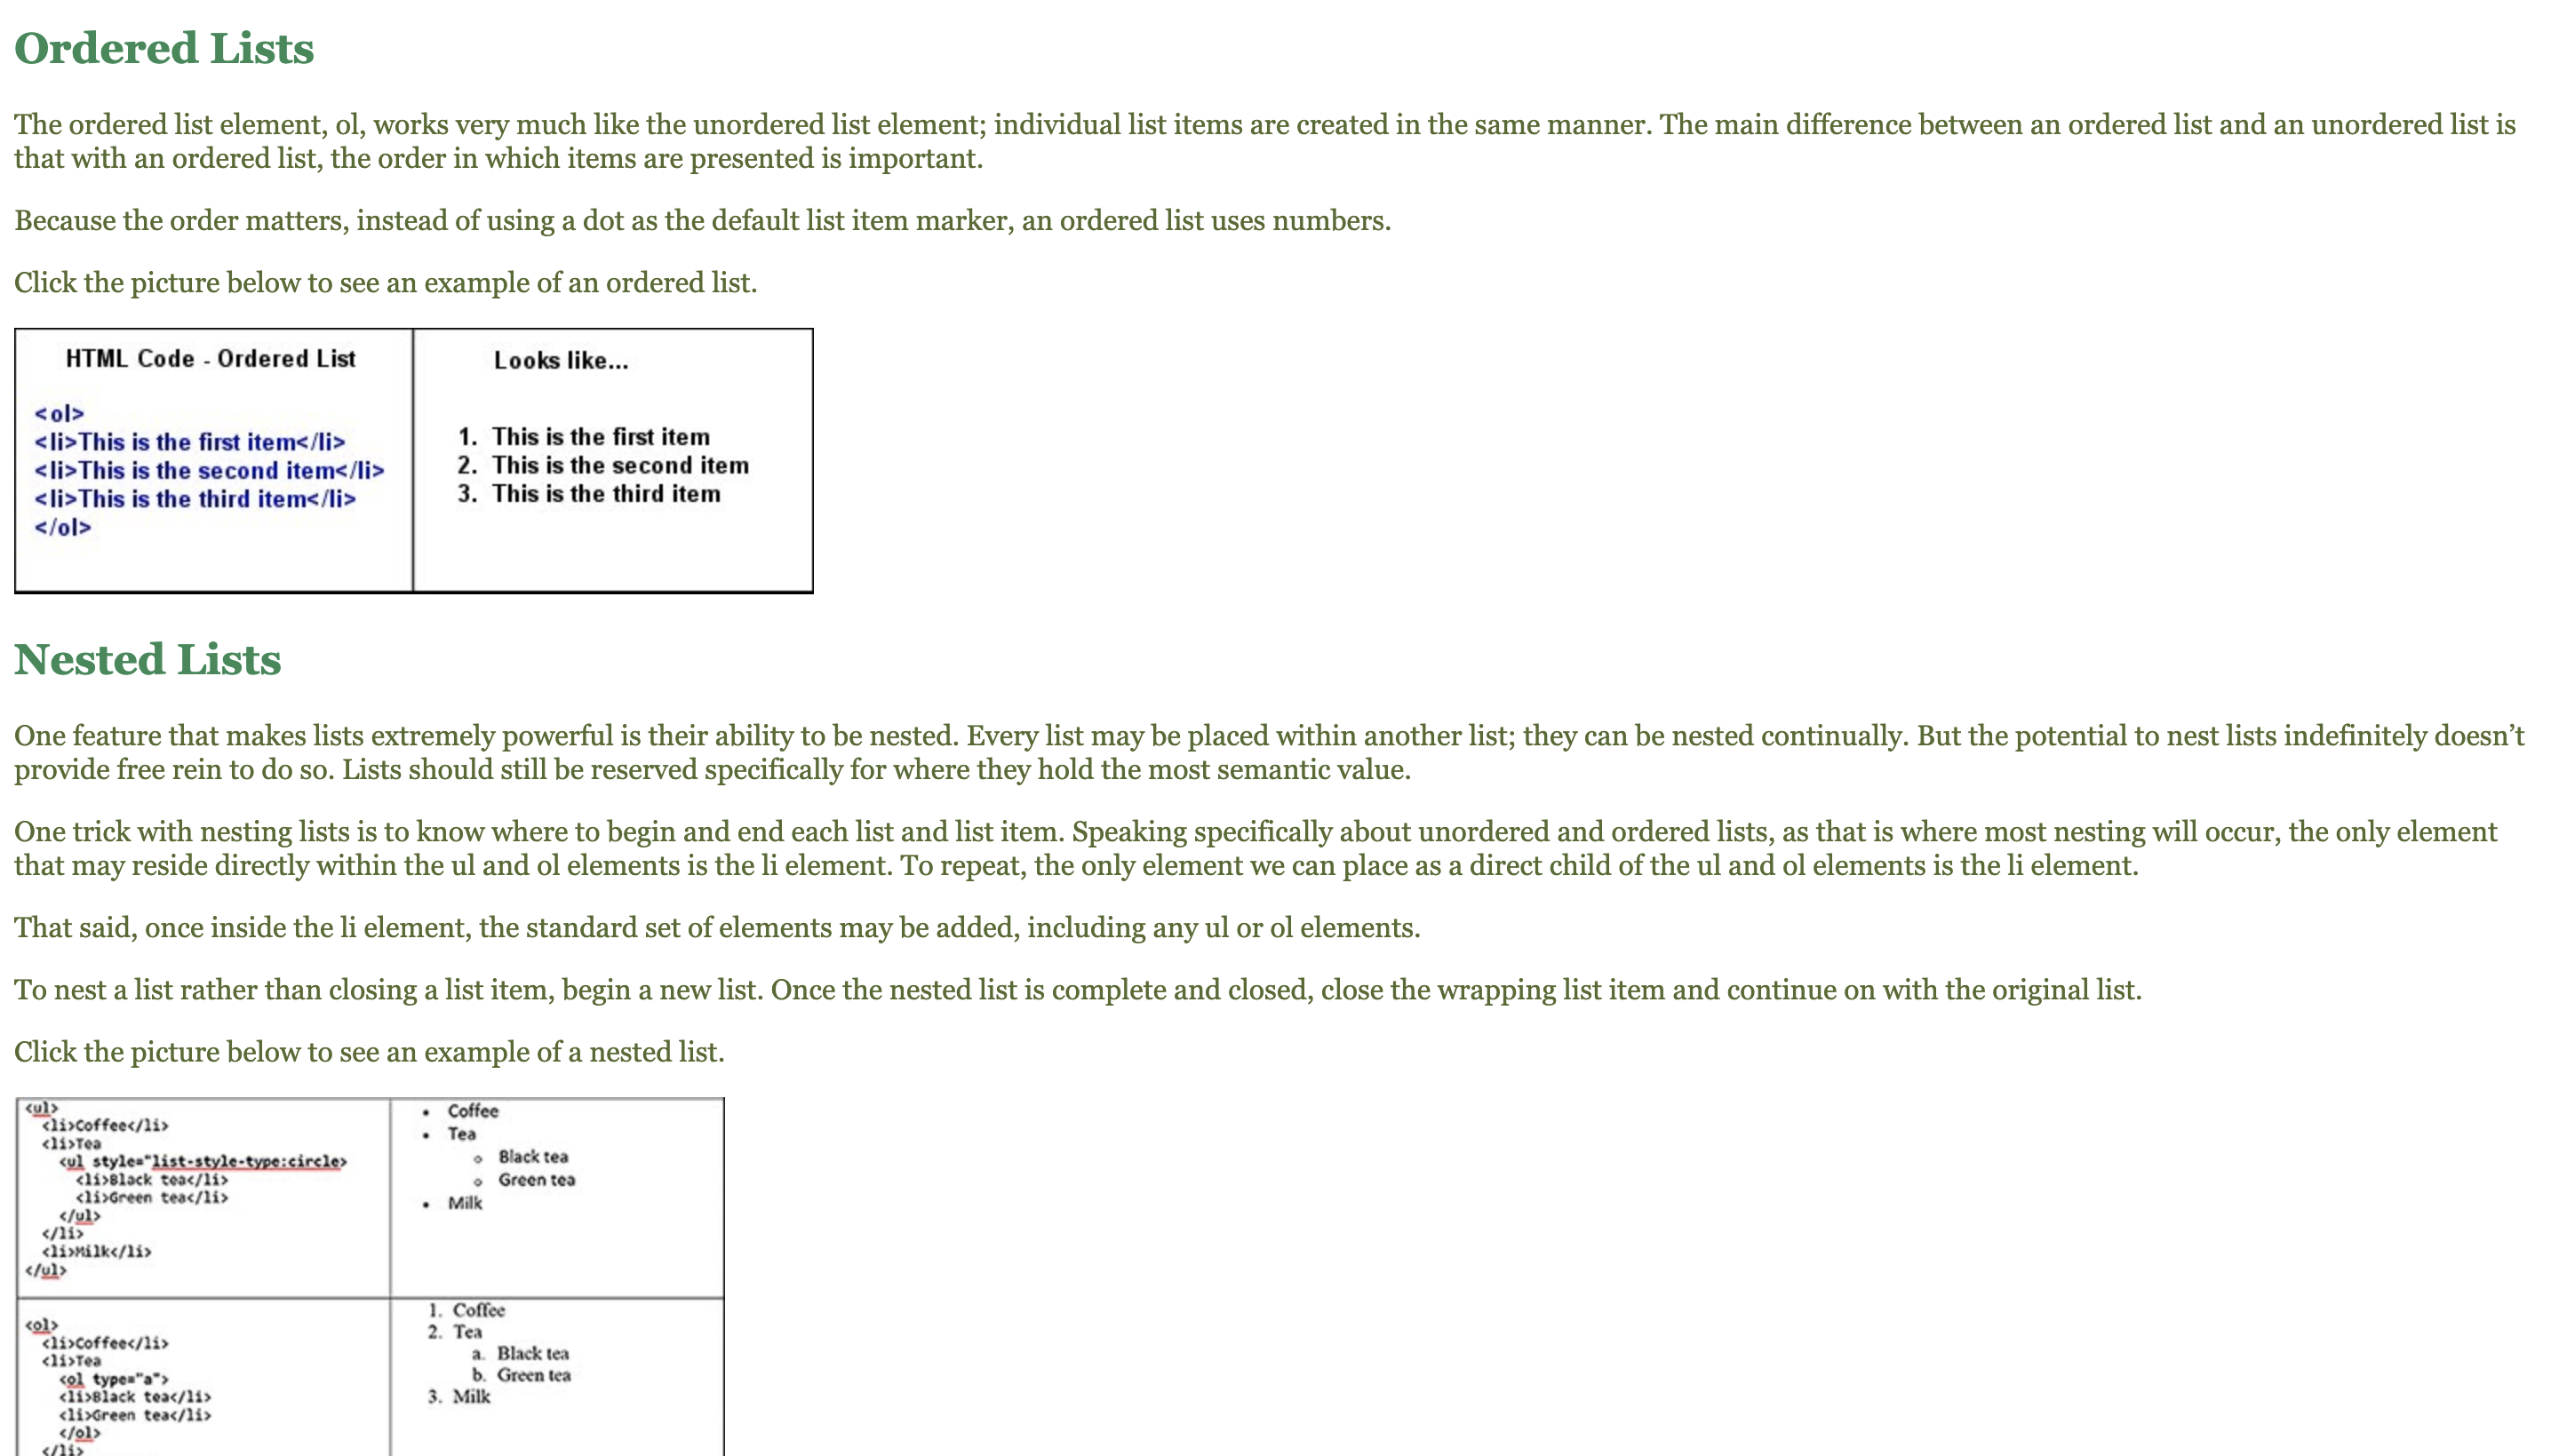 Ordered Lists
The ordered list element, ol, works very much like the unordered list element; individual list items are created in the same manner. The main difference between an ordered list and an unordered list is
that with an ordered list, the order in which items are presented is important.
Because the order matters, instead of using a dot as the default list item marker, an ordered list uses numbers.
Click the picture below to see an example of an ordered list.
HTML Code - Ordered List
<ol>
<li>This is the first item</li>
<li>This is the second item</li>
<li>This is the third item</li>
</ol>
Looks like...
1. This is the first item
2. This is the second item
3. This is the third item
Nested Lists
One feature that makes lists extremely powerful is their ability to be nested. Every list may be placed within another list; they can be nested continually. But the potential to nest lists indefinitely doesn’t
provide free rein to do so. Lists should still be reserved specifically for where they hold the most semantic value.
One trick with nesting lists is to know where to begin and end each list and list item. Speaking specifically about unordered and ordered lists, as that is where most nesting will occur, the only element
that may reside directly within the ul and ol elements is the li element. To repeat, the only element we can place as a direct child of the ul and ol elements is the li element.
That said, once inside the li element, the standard set of elements may be added, including any ul or ol elements.
To nest a list rather than closing a list item, begin a new list. Once the nested list is complete and closed, close the wrapping list item and continue on with the original list.
Click the picture below to see an example of a nested list.
<ul>
<li>Coffee</li>
<li>Tea
<ul style="list-style-type:circle>
<li>Black tea</li>
<li>Green tea</li>
</ul>
</li>
<li>Milk</li>
</ul>
• Coffee
• Tea
o Black tea
o Green tea
• Milk
<ol>
<li>Coffee</li>
<li>Tea
<ol type="a">
<li>Black tea</li>
<li>Green tea</li>
</ol>
</li>
1. Coffee
2. Tea
a. Black tea
b. Green tea
3. Milk